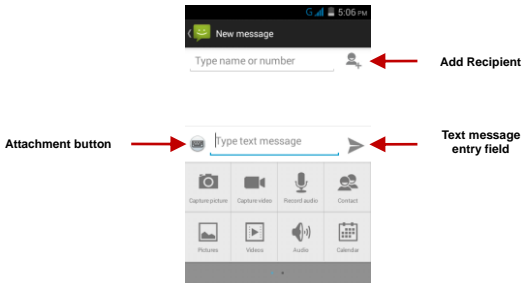 G 5:06 PM
New message
Type name or number
Add Recipient
Attachment button
Type text message
Text message
entry field
Capture picture Capture video Record audio Contact
Pictures Videos Audio Calendar